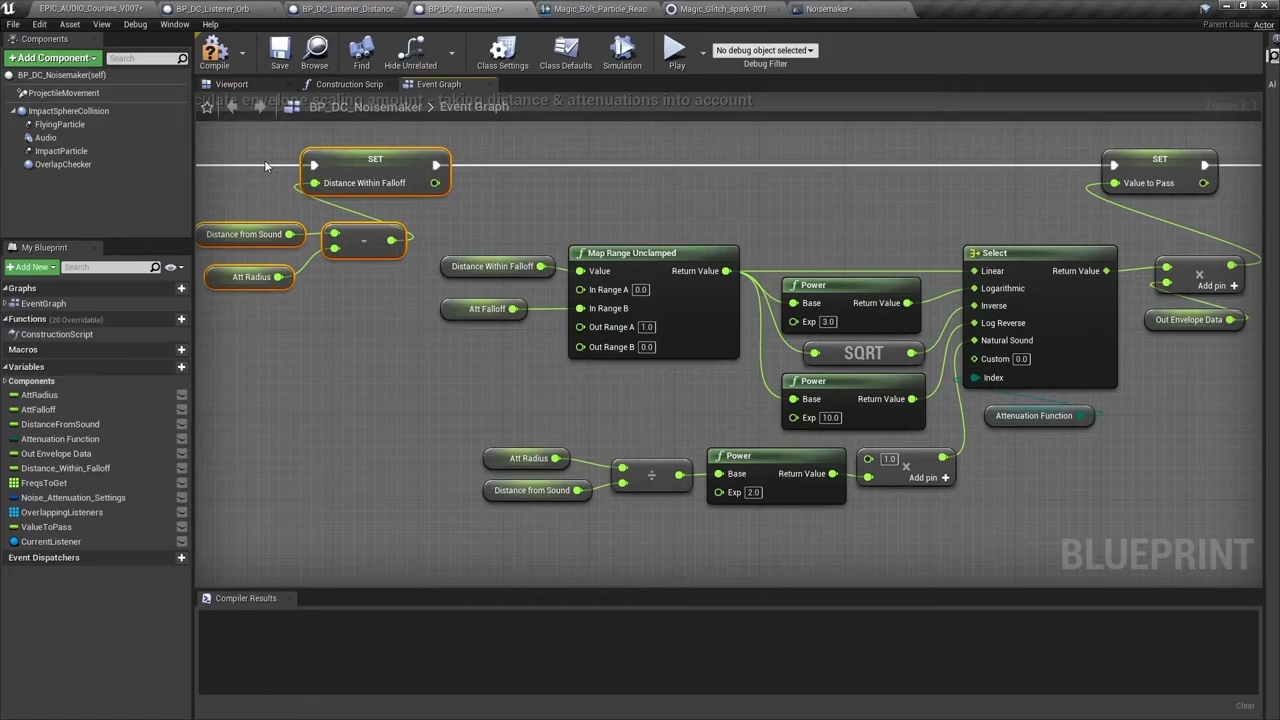 EPIC_AUDIO_Courses_V007*
BP_DC_Listener_Orb
BP_DC_Listener_Distance_
BP_DC_Noisemaker*
Magic_Bolt_Particle_Reac
Magic_Glitch_spark-001
Noisemaker*
File Edit Asset View Debug Window Help
Parent class: Actor
Components
+ Add Component
Search
BP_DC_Noisemaker(self)
ProjectileMovement
ImpactSphereCollision
FlyingParticle
Audio
ImpactParticle
OverlapChecker
My Blueprint
+ Add New
Search
Graphs
EventGraph
Functions (20 Overridable)
ConstructionScript
Macros
Variables
Components
AttRadius
AttFalloff
DistanceFromSound
Attenuation Function
Out Envelope Data
Distance_Within_Falloff
FreqsToGet
Noise_Attenuation_Settings
OverlappingListeners
ValueToPass
CurrentListener
Event Dispatchers
Compile
Save
Browse
Find
Hide Unrelated
Class Settings
Class Defaults
Simulation
Play
No debug object selected
Debug Filter
Viewport
Construction Scrip
Event Graph
culate envelope scaling amount - taking distance & attenuations into account
BP_DC_Noisemaker > Event Graph
Zoom 1:1
SET
Distance Within Falloff
Distance from Sound
-
Att Radius
Distance Within Falloff
Att Falloff
Map Range Unclamped
Value Return Value
In Range A 0.0
In Range B
Out Range A 1.0
Out Range B 0.0
Power
Base Return Value
Exp 3.0
SQRT
Power
Base Return Value
Exp 10.0
Select
Linear Return Value
Logarithmic
Inverse
Log Reverse
Natural Sound
Custom 0.0
Index
Attenuation Function
SET
Value to Pass
×
Add pin +
Out Envelope Data
Att Radius
Distance from Sound
÷
Power
Base Return Value
Exp 2.0
1.0
×
Add pin +
BLUEPRINT
Compiler Results
Clear